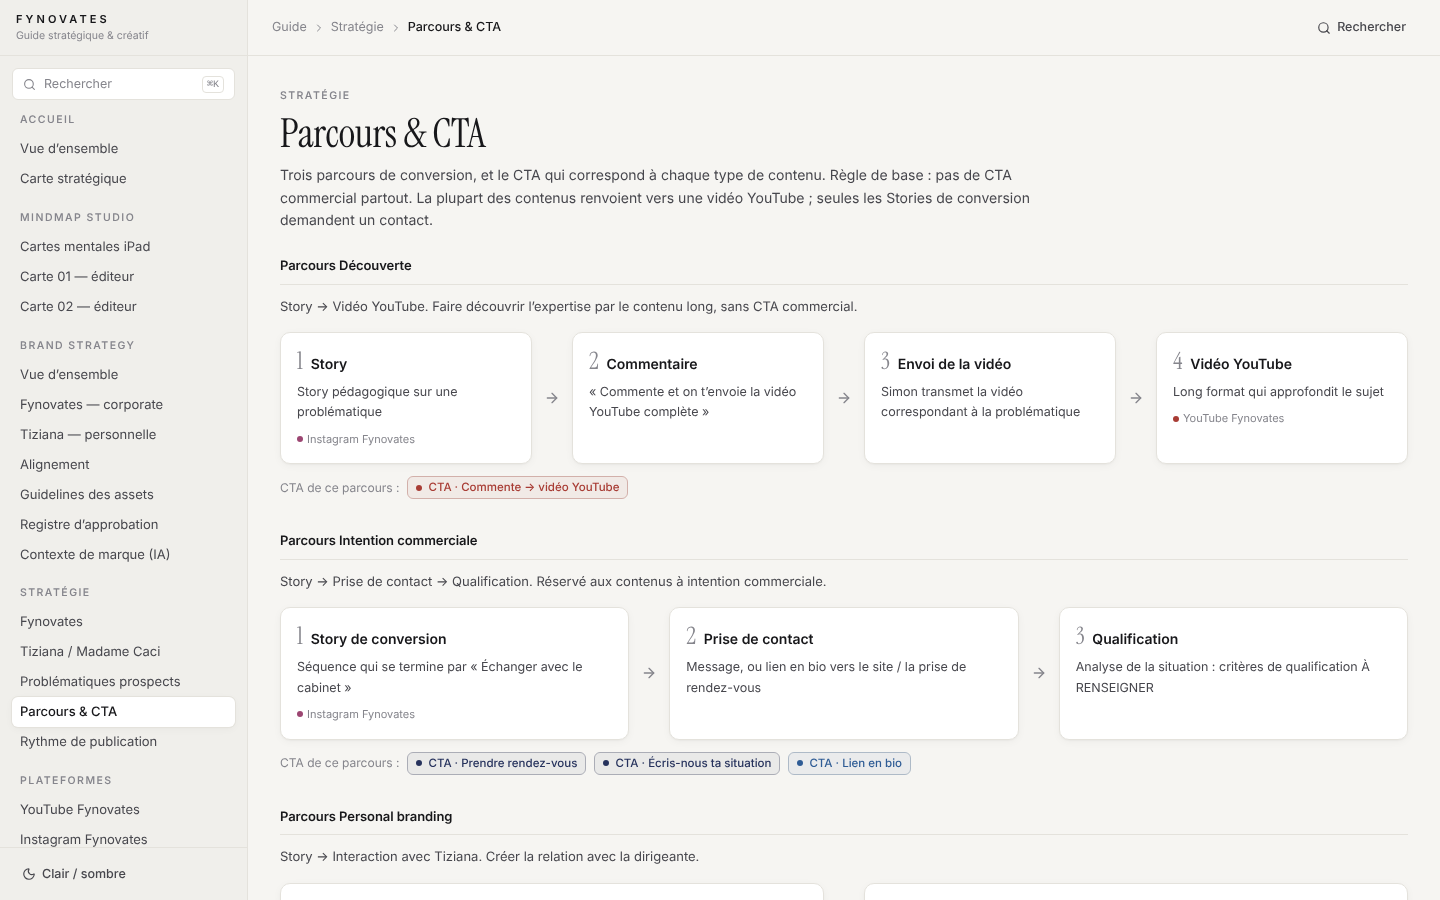 FYNOVATES
Guide stratégique & créatif
Rechercher
⌘K
ACCUEIL
Vue d’ensemble
Carte stratégique
MINDMAP STUDIO
Cartes mentales iPad
Carte 01 — éditeur
Carte 02 — éditeur
BRAND STRATEGY
Vue d’ensemble
Fynovates — corporate
Tiziana — personnelle
Alignement
Guidelines des assets
Registre d’approbation
Contexte de marque (IA)
STRATÉGIE
Fynovates
Tiziana / Madame Caci
Problématiques prospects
Parcours & CTA
Rythme de publication
PLATEFORMES
YouTube Fynovates
Instagram Fynovates
Clair / sombre
Guide > Stratégie > Parcours & CTA
Rechercher
STRATÉGIE
Parcours & CTA
Trois parcours de conversion, et le CTA qui correspond à chaque type de contenu. Règle de base : pas de CTA
commercial partout. La plupart des contenus renvoient vers une vidéo YouTube ; seules les Stories de conversion
demandent un contact.
Parcours Découverte
Story → Vidéo YouTube. Faire découvrir l’expertise par le contenu long, sans CTA commercial.
1 Story
Story pédagogique sur une
problématique
Instagram Fynovates
→
2 Commentaire
« Commente et on t’envoie la vidéo
YouTube complète »
→
3 Envoi de la vidéo
Simon transmet la vidéo
correspondant à la problématique
→
4 Vidéo YouTube
Long format qui approfondit le sujet
YouTube Fynovates
CTA de ce parcours : CTA · Commente → vidéo YouTube
Parcours Intention commerciale
Story → Prise de contact → Qualification. Réservé aux contenus à intention commerciale.
1 Story de conversion
Séquence qui se termine par « Échanger avec le
cabinet »
Instagram Fynovates
→
2 Prise de contact
Message, ou lien en bio vers le site / la prise de
rendez-vous
→
3 Qualification
Analyse de la situation : critères de qualification À
RENSEIGNER
CTA de ce parcours : CTA · Prendre rendez-vous CTA · Écris-nous ta situation CTA · Lien en bio
Parcours Personal branding
Story → Interaction avec Tiziana. Créer la relation avec la dirigeante.